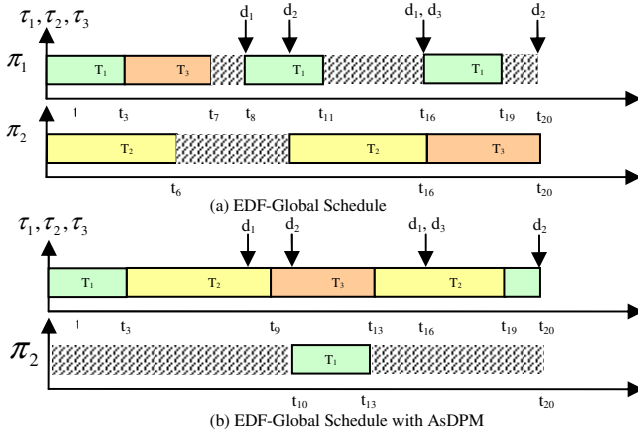 τ₁, τ₂, τ₃
d₁ d₂ d₁, d₃ d₂
π₁ T₁ T₃ T₁ T₁
t₃ t₇ t₈ t₁₁ t₁₆ t₁₉ t₂₀
π₂ T₂ T₂ T₃
t₆ t₁₆ t₂₀
(a) EDF-Global Schedule
τ₁, τ₂, τ₃ d₁ d₂ d₁, d₃ d₂
T₁ T₂ T₃ T₂
t₃ t₉ t₁₃ t₁₆ t₁₉ t₂₀
π₂ T₁
t₁₀ t₁₃ t₂₀
(b) EDF-Global Schedule with AsDPM